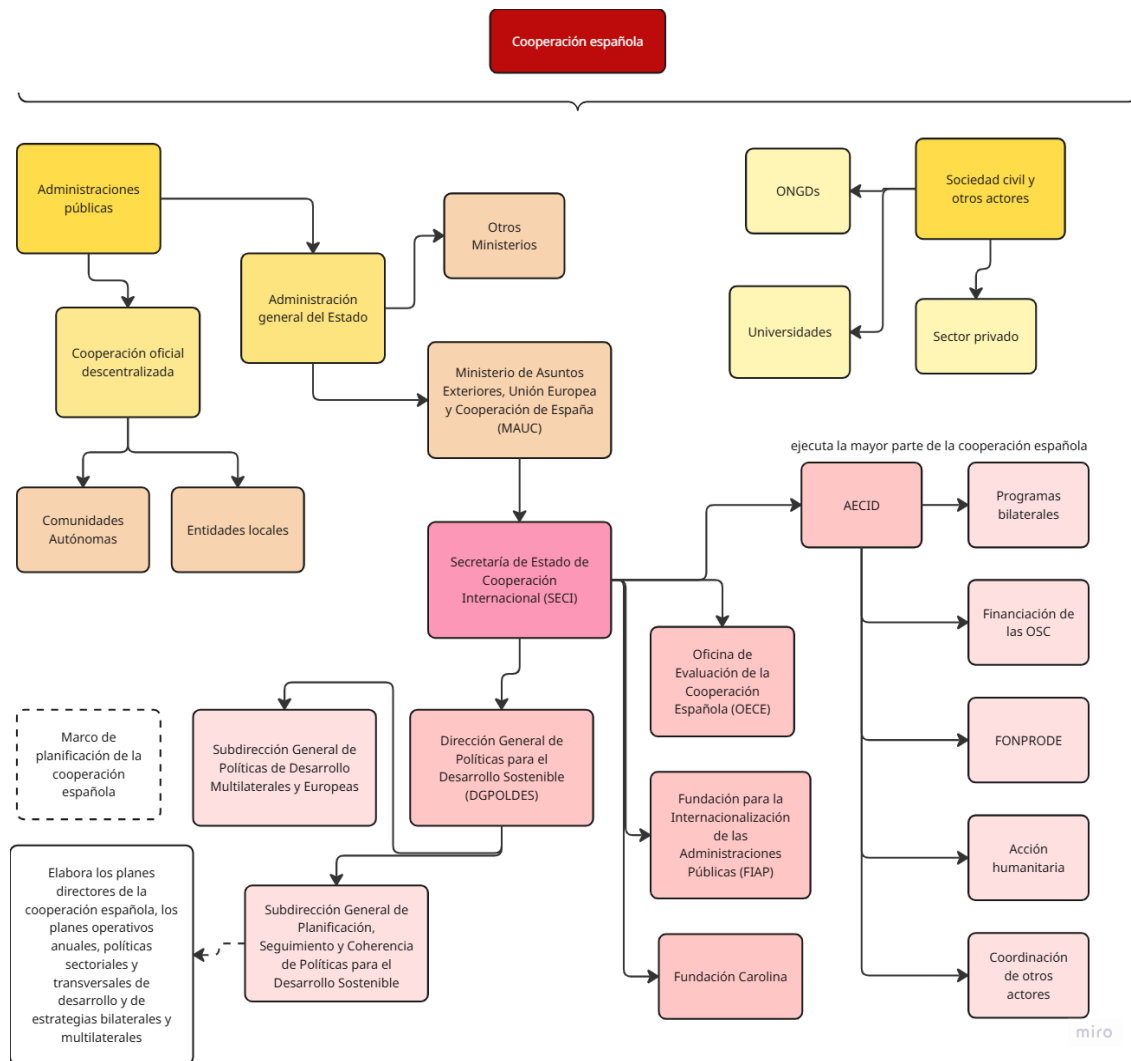 Cooperación española
Administraciones
públicas
ONGDs
Sociedad civil y
otros actores
Otros
Ministerios
Administración
general del Estado
Universidades
Sector privado
Cooperación oficial
descentralizada
Ministerio de Asuntos
Exteriores, Unión Europea
y Cooperación de España
(MAUC)
ejecuta la mayor parte de la cooperación española
Comunidades
Autónomas
Entidades locales
AECID
Programas
bilaterales
Secretaría de Estado de
Cooperación
Internacional (SECI)
Financiación de
las OSC
Oficina de
Evaluación de la
Cooperación
Española (OECE)
Marco de
planificación de la
cooperación
española
Subdirección General de
Políticas de Desarrollo
Multilaterales y Europeas
Dirección General de
Políticas para el
Desarrollo Sostenible
(DGPOLDES)
FONPRODE
Fundación para la
Internacionalización
de las
Administraciones
Públicas (FIAP)
Acción
humanitaria
Elabora los planes
directores de la
cooperación española, los
planes operativos
anuales, políticas
sectoriales y
transversales de
desarrollo y de
estrategias bilaterales y
multilaterales
Subdirección General de
Planificación,
Seguimiento y Coherencia
de Políticas para el
Desarrollo Sostenible
Fundación Carolina
Coordinación
de otros
actores
miro